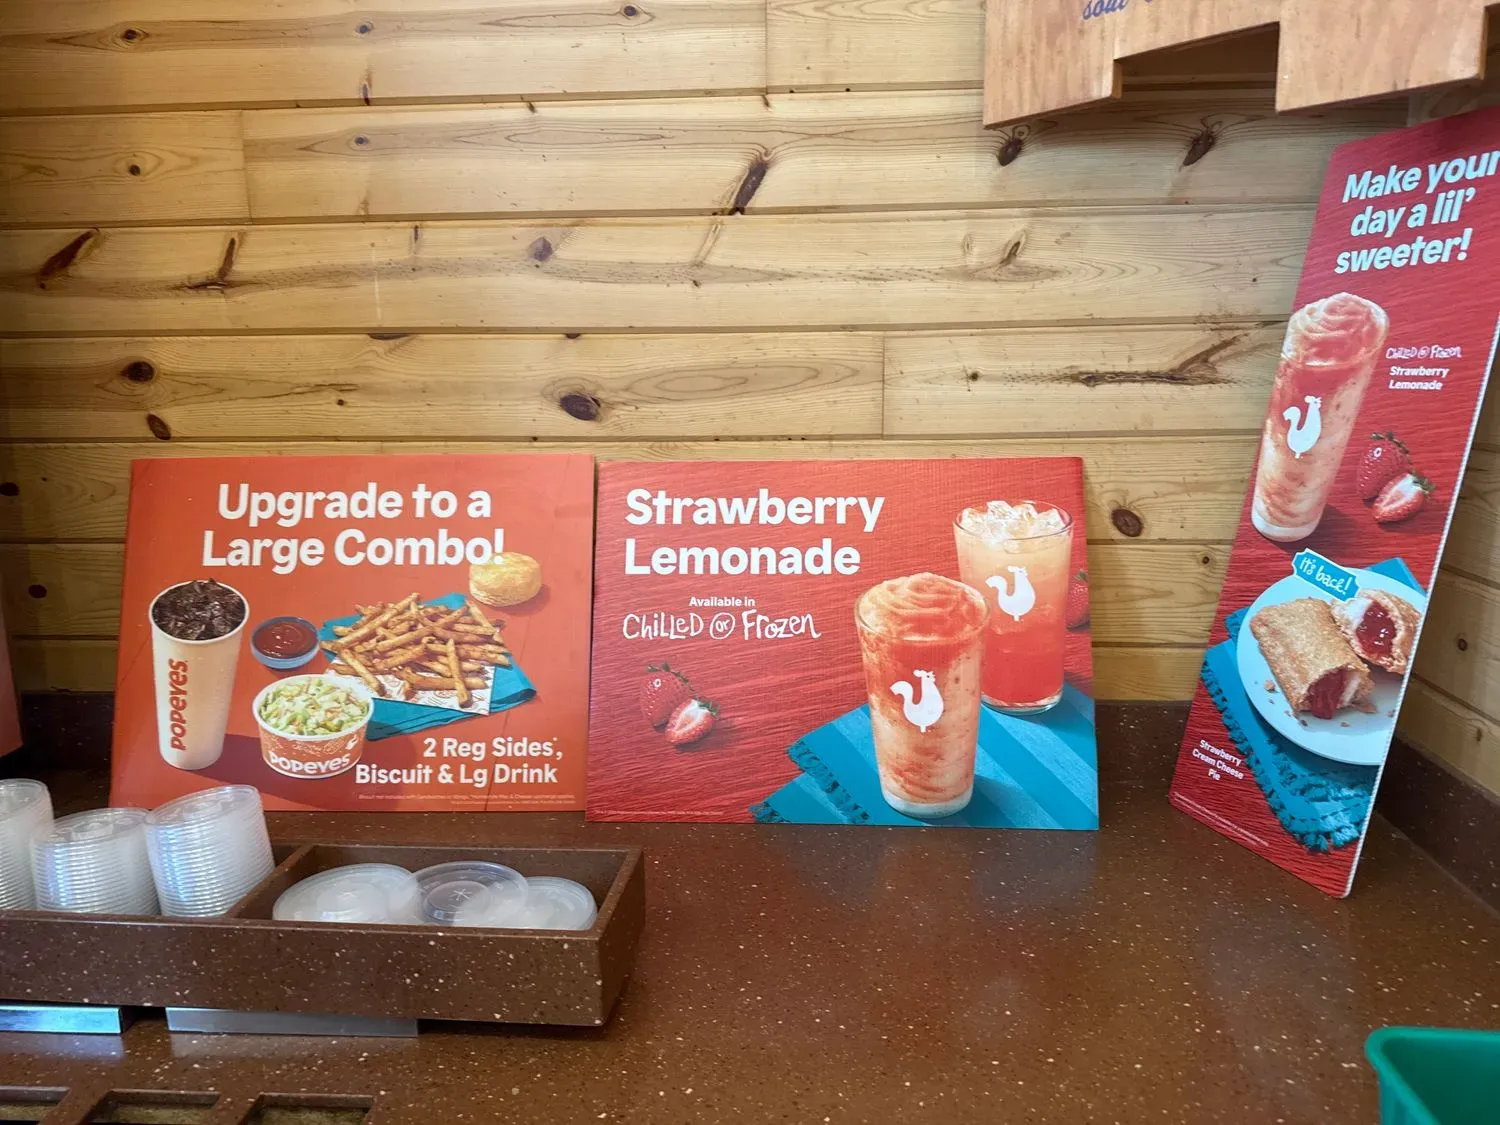 soul
Upgrade to a
Large Combo!
POPEYES
POPEYES
2 Reg Sides*,
Biscuit & Lg Drink
Strawberry
Lemonade
Available in
CHiLLeD or Frozen
Make your
day a lil'
sweeter!
CHiLLeD or Frozen
Strawberry
Lemonade
It's back!
Strawberry
Cream Cheese
Pie